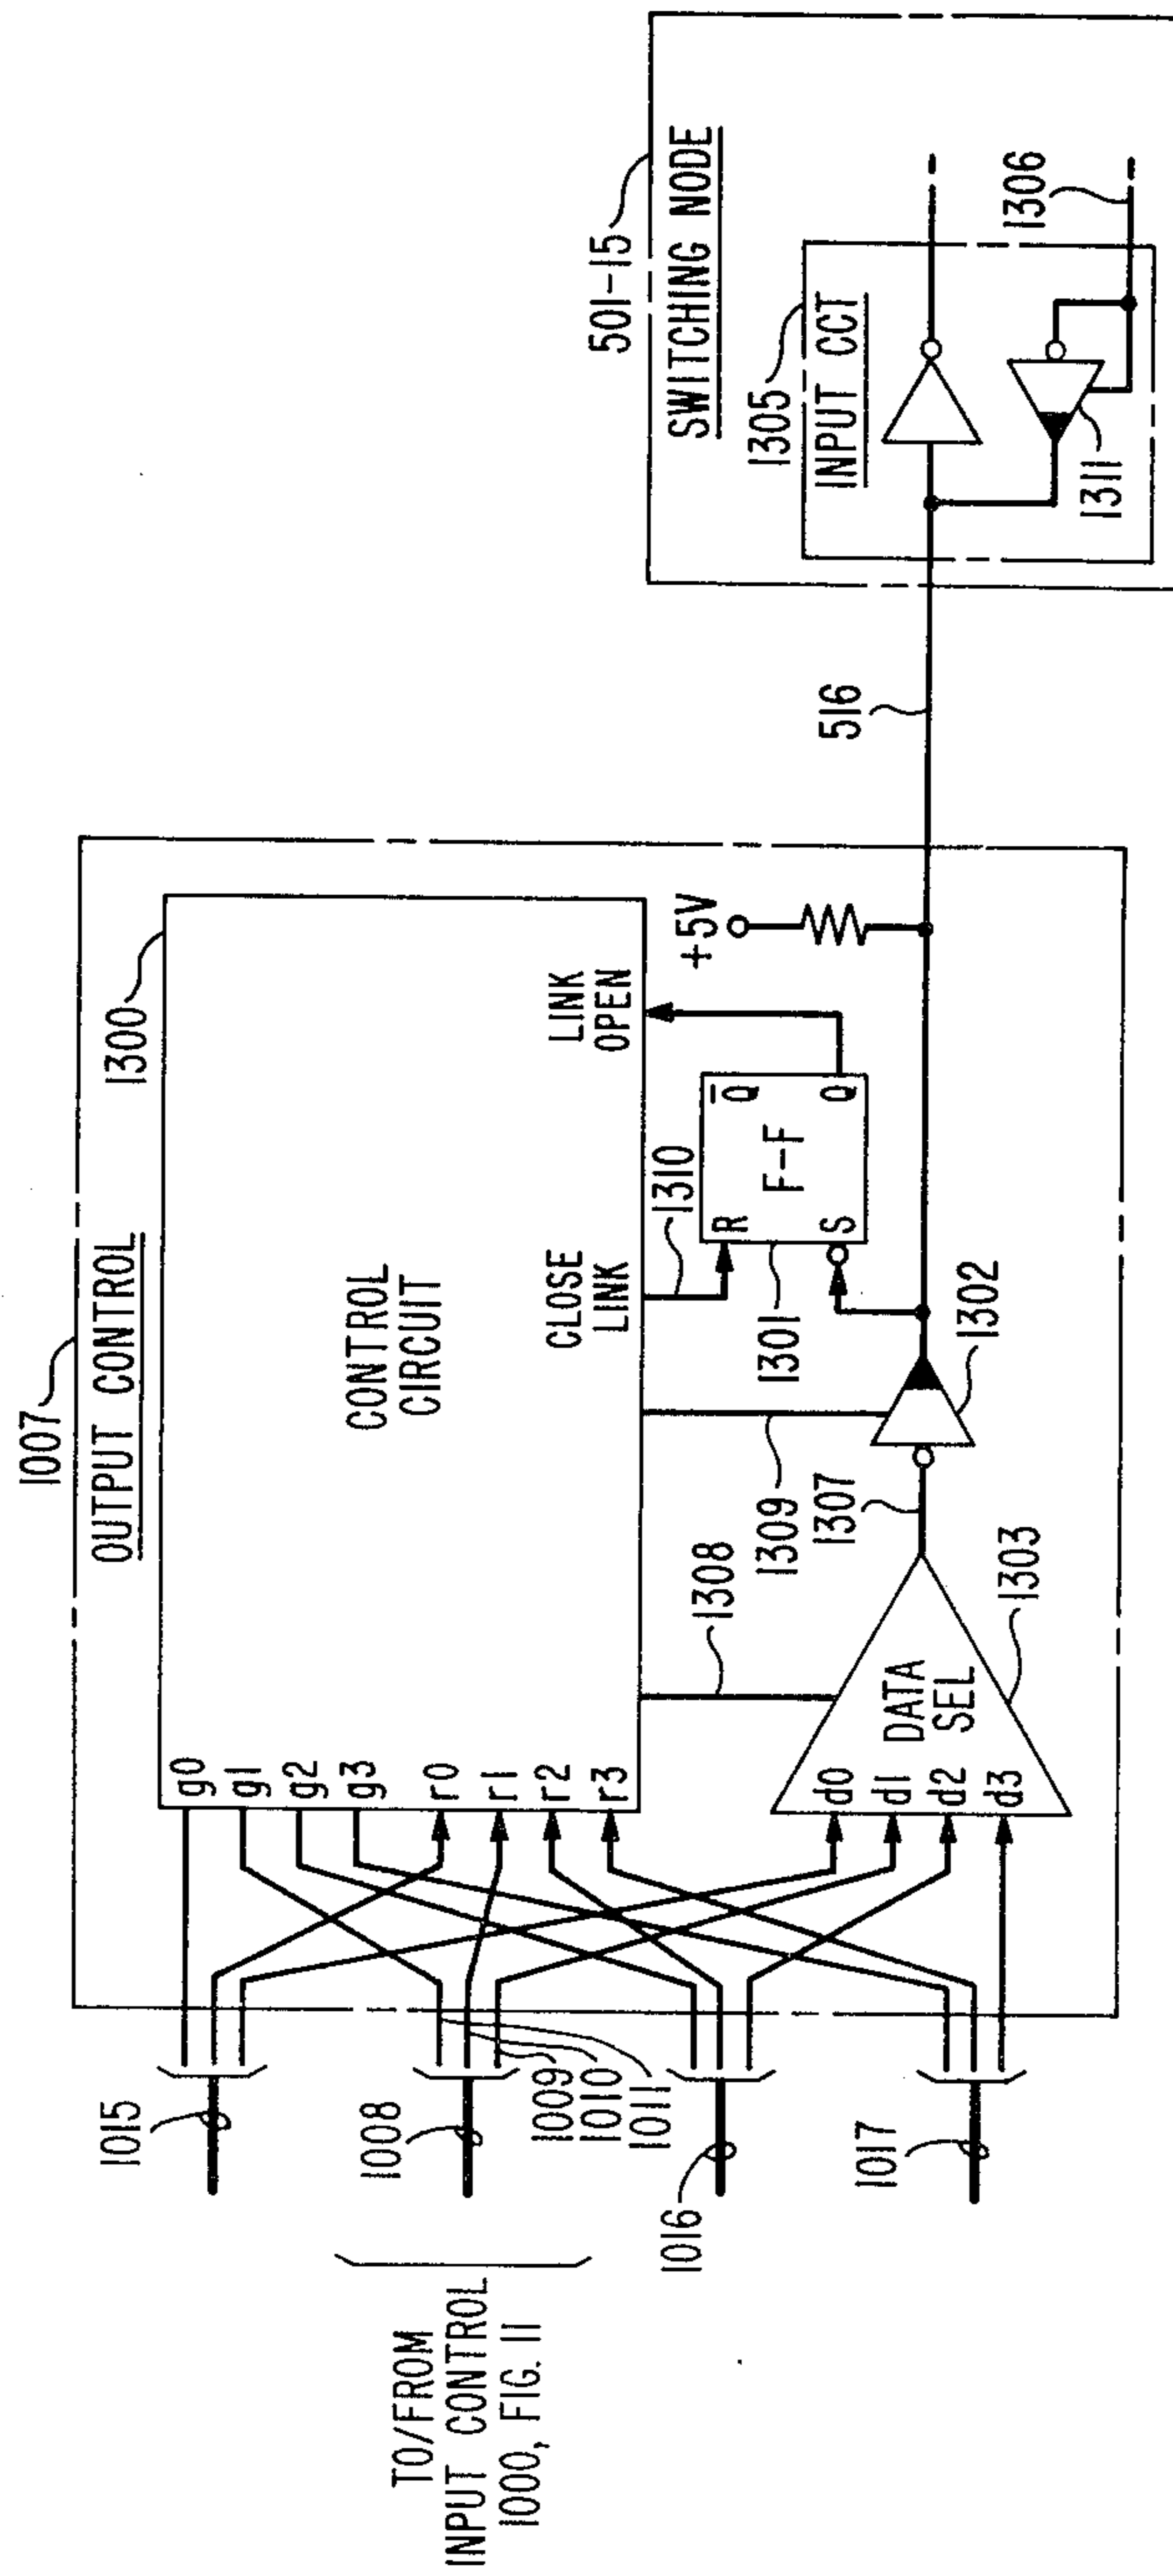 1007
OUTPUT CONTROL
1300
CONTROL
CIRCUIT
g0
g1
g2
g3
r0
r1
r2
r3
CLOSE
LINK
LINK
OPEN
1310
R
S
F-F
Q̅
Q
1301
+5V
1308
1309
1307
1302
DATA
SEL
d0
d1
d2
d3
1303
1015
1008
1009
1010
1011
1016
1017
TO/FROM
INPUT CONTROL
1000, FIG. 11
516
501-15
SWITCHING NODE
1305
INPUT CCT
1306
1311